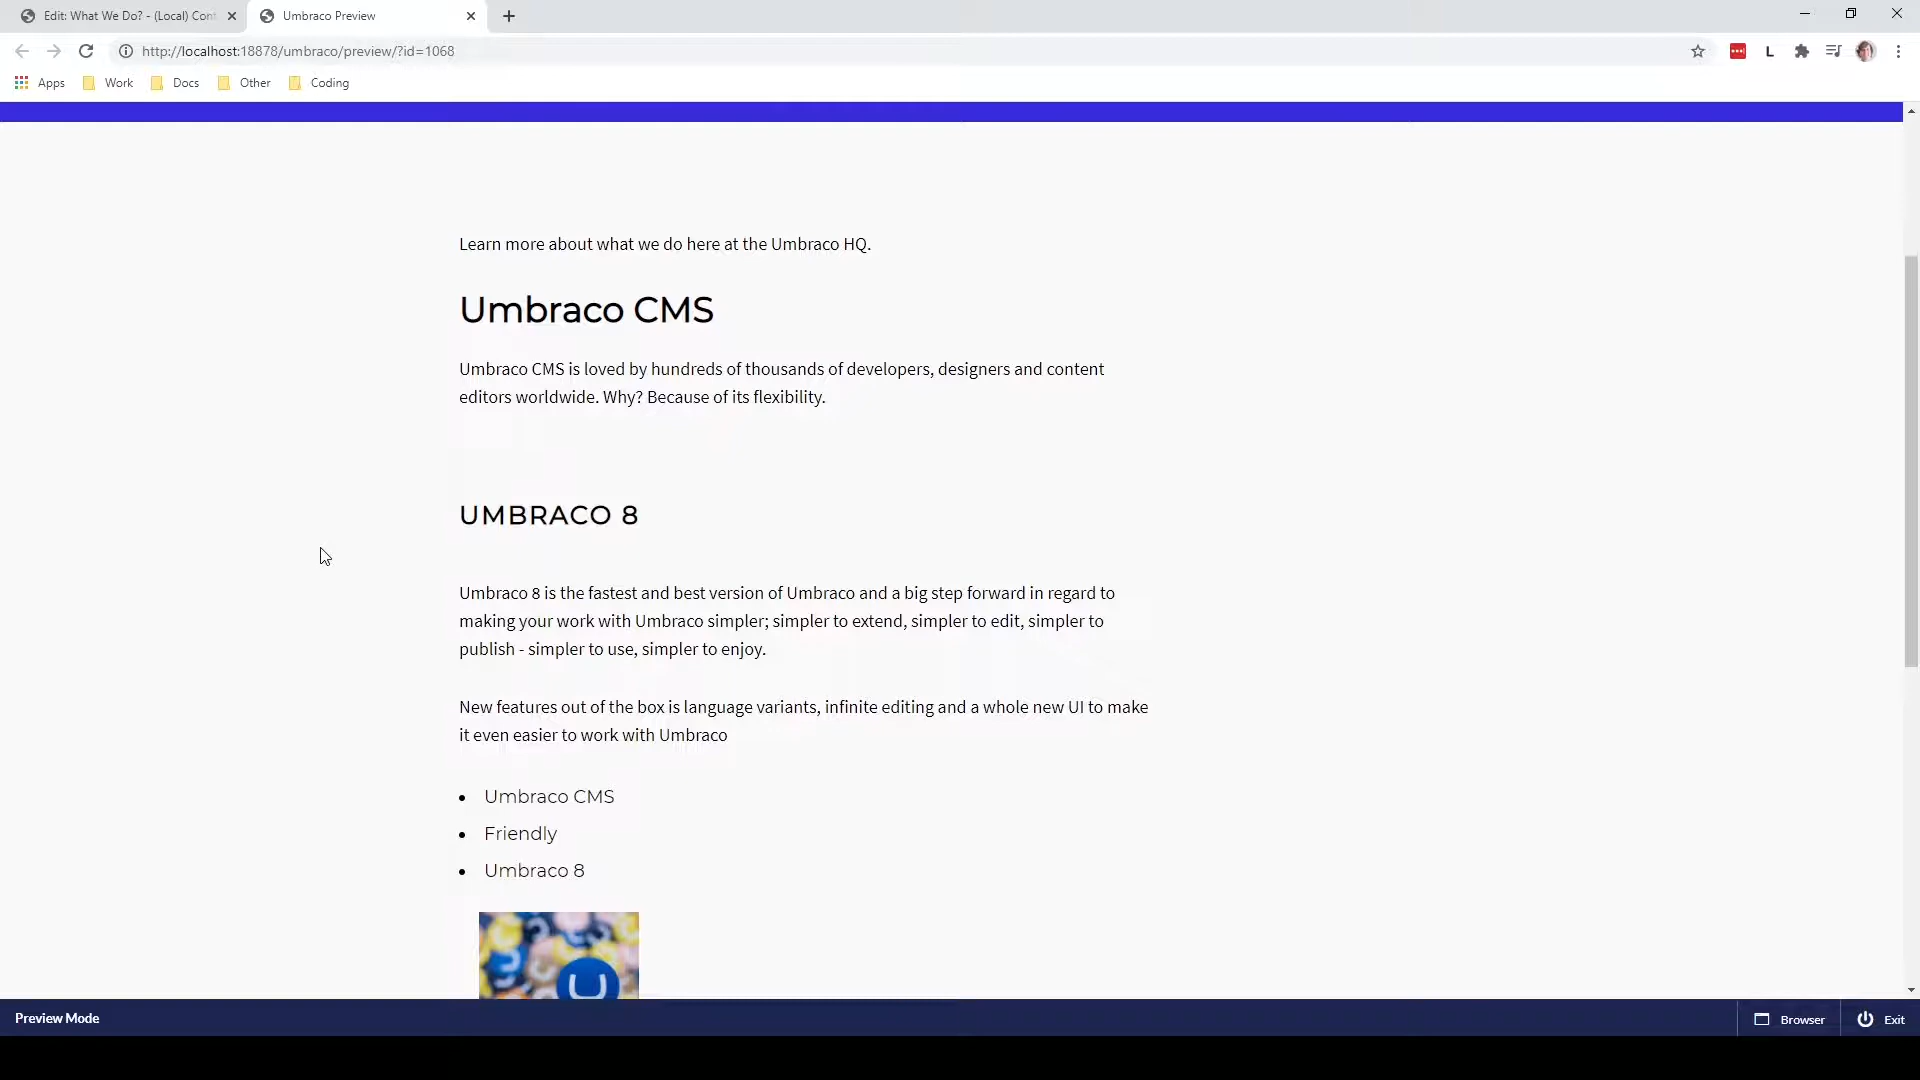 Edit: What We Do? - (Local) Cont
Umbraco Preview
http://localhost:18878/umbraco/preview/?id=1068
L
Apps
Work
Docs
Other
Coding
Learn more about what we do here at the Umbraco HQ.
Umbraco CMS
Umbraco CMS is loved by hundreds of thousands of developers, designers and content
editors worldwide. Why? Because of its flexibility.
UMBRACO 8
Umbraco 8 is the fastest and best version of Umbraco and a big step forward in regard to
making your work with Umbraco simpler; simpler to extend, simpler to edit, simpler to
publish - simpler to use, simpler to enjoy.
New features out of the box is language variants, infinite editing and a whole new UI to make
it even easier to work with Umbraco
• Umbraco CMS
• Friendly
• Umbraco 8
Preview Mode
Browser
Exit